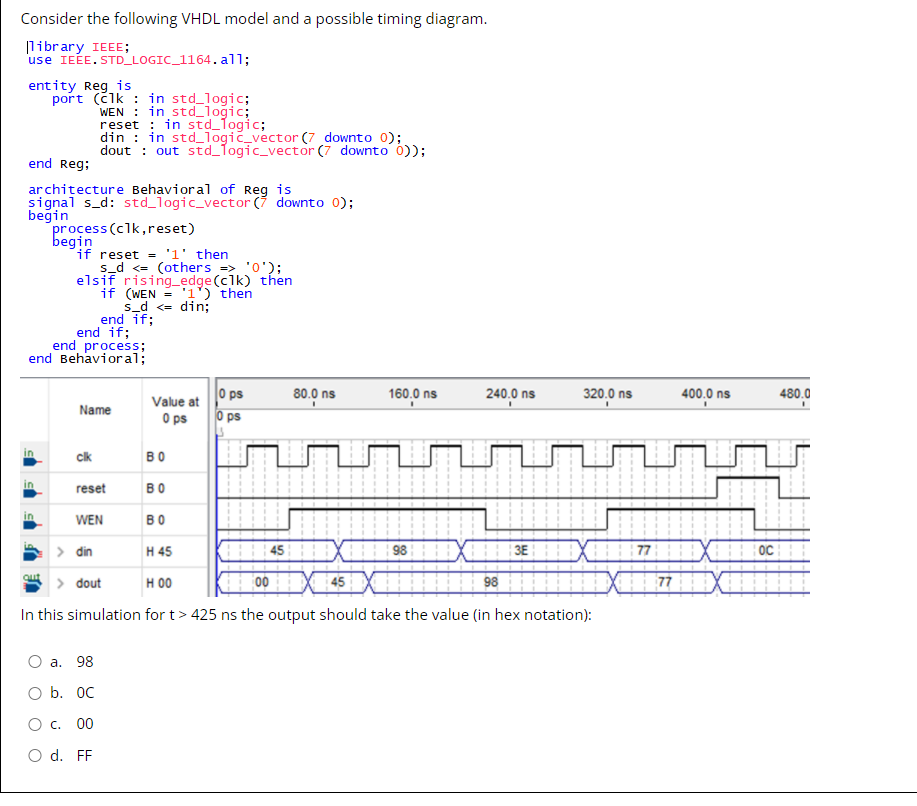 Consider the following VHDL model and a possible timing diagram.
library IEEE;
use IEEE.STD_LOGIC_1164.all;
entity Reg is
port (clk : in std_logic;
WEN : in std_logic;
reset : in std_logic;
din : in std_logic_vector(7 downto 0);
dout : out std_logic_vector(7 downto 0));
end Reg;
architecture Behavioral of Reg is
signal s_d: std_logic_vector(7 downto 0);
begin
process(clk,reset)
begin
if reset = '1' then
s_d <= (others => '0');
elsif rising_edge(clk) then
if (WEN = '1') then
s_d <= din;
end if;
end if;
end process;
end Behavioral;
Name
Value at
0 ps
0 ps 80.0 ns 160.0 ns 240.0 ns 320.0 ns 400.0 ns 480.0
0 ps
in clk B 0
in reset B 0
in WEN B 0
in > din H 45 45 98 3E 77 0C
out > dout H 00 00 45 98 77
In this simulation for t > 425 ns the output should take the value (in hex notation):
a. 98
b. 0C
c. 00
d. FF